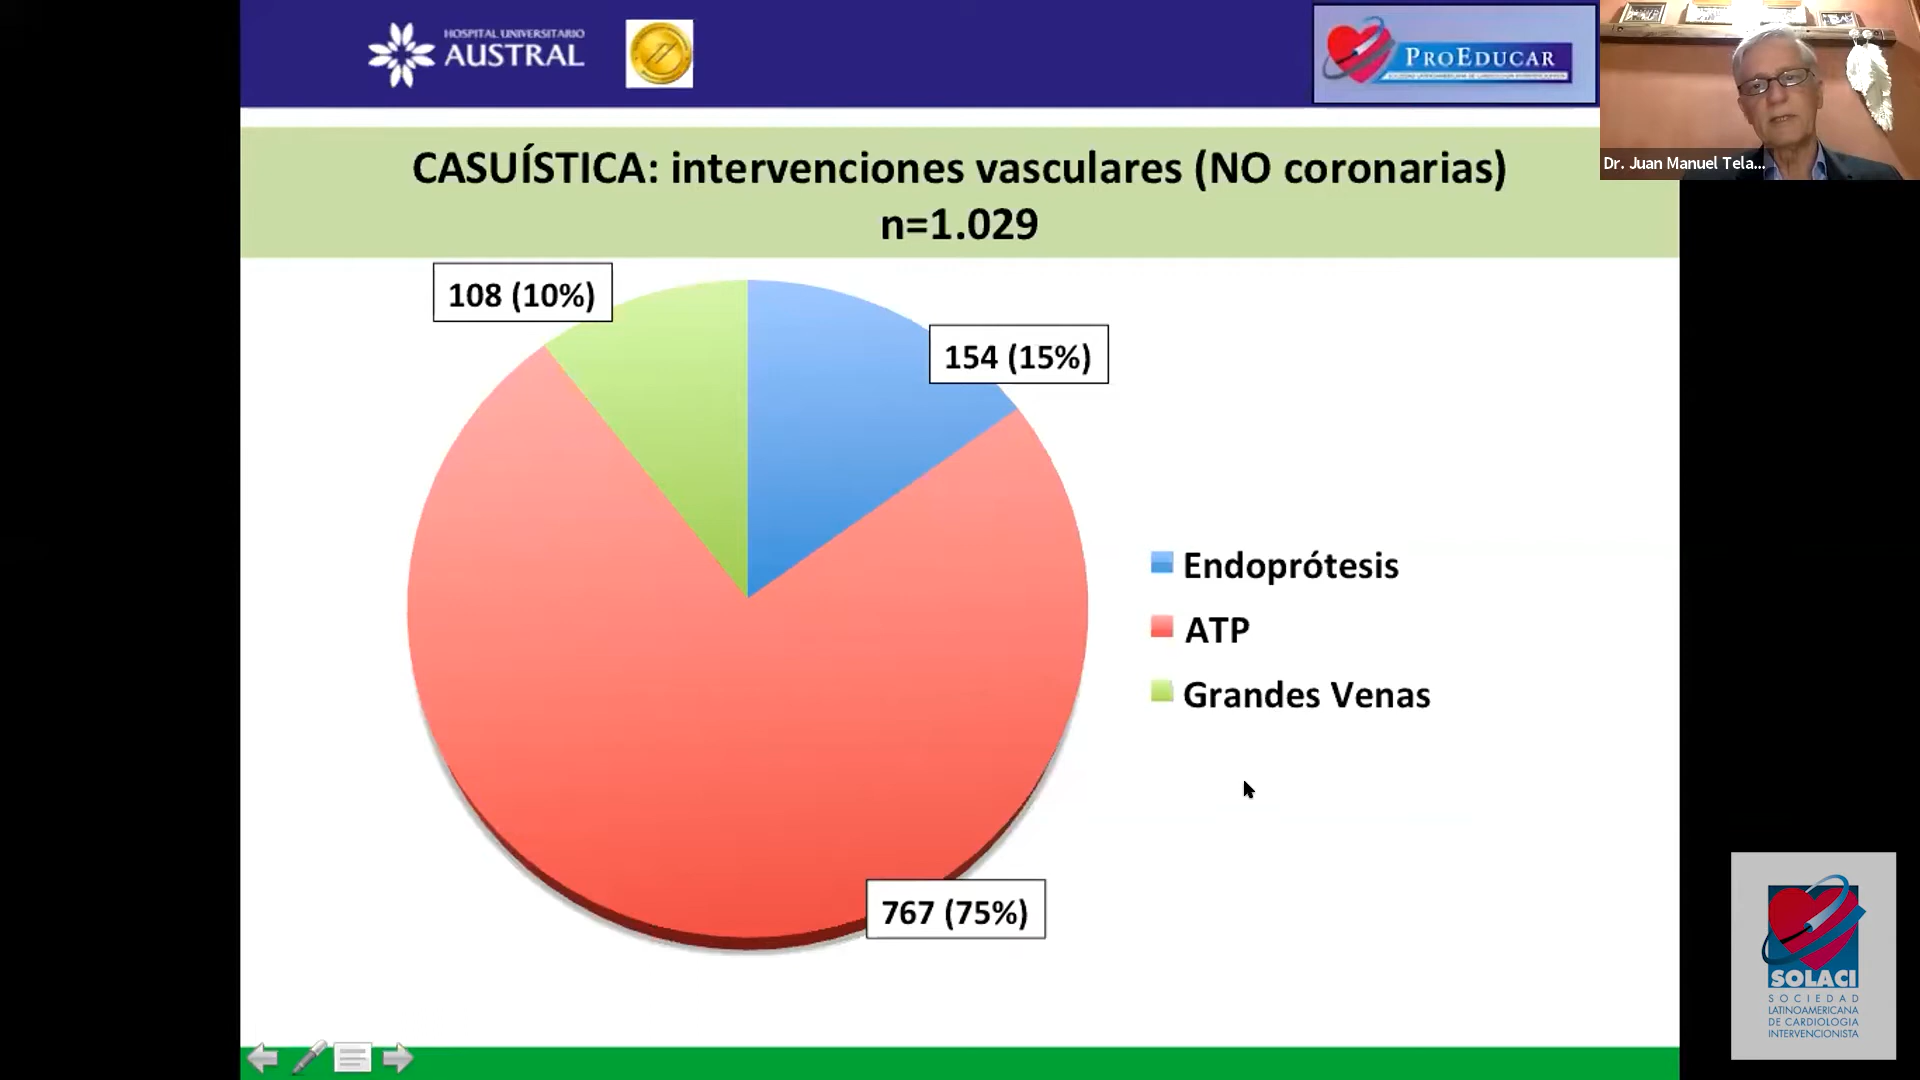 HOSPITAL UNIVERSITARIO
AUSTRAL
PROEDUCAR
Dr. Juan Manuel Tela...
CASUÍSTICA: intervenciones vasculares (NO coronarias)
n=1.029
108 (10%)
154 (15%)
Endoprótesis
ATP
Grandes Venas
767 (75%)
SOLACI
SOCIEDAD
LATINOAMERICANA
DE CARDIOLOGIA
INTERVENCIONISTA